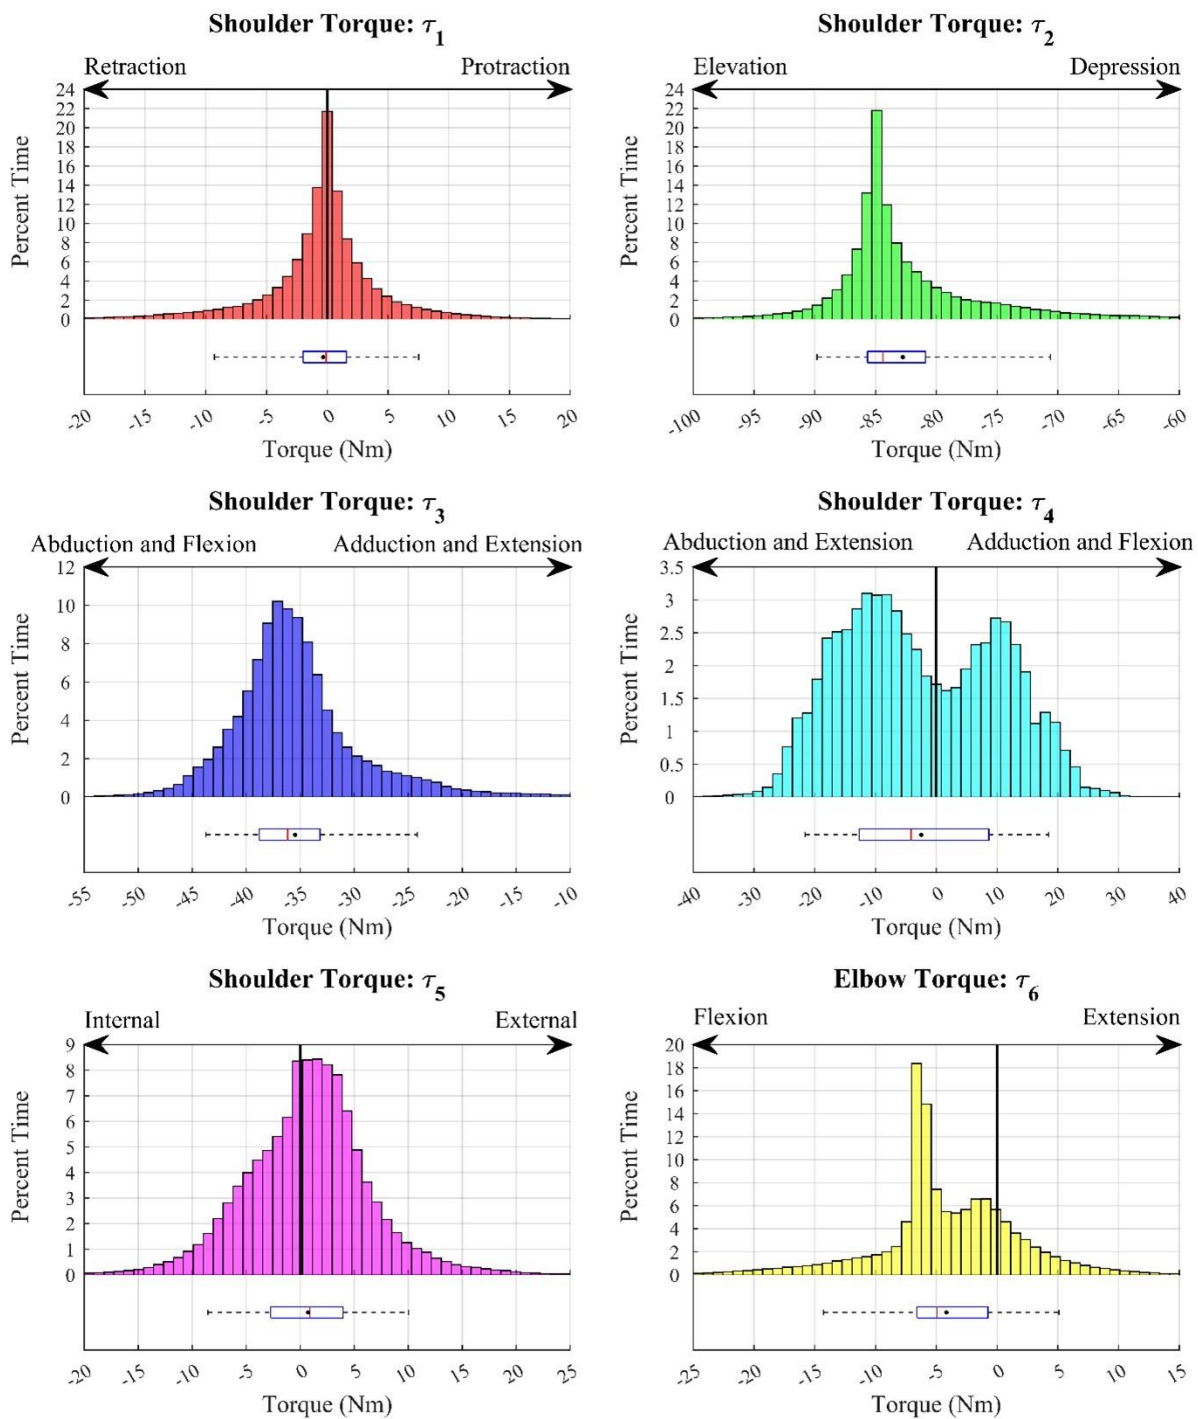 Shoulder Torque: τ1
Retraction Protraction
24
22
20
18
16
14
12
10
8
6
4
2
0
Percent Time
-20 -15 -10 -5 0 5 10 15 20
Torque (Nm)
Shoulder Torque: τ2
Elevation Depression
24
22
20
18
16
14
12
10
8
6
4
2
0
Percent Time
-100 -95 -90 -85 -80 -75 -70 -65 -60
Torque (Nm)
Shoulder Torque: τ3
Abduction and Flexion Adduction and Extension
12
10
8
6
4
2
0
Percent Time
-55 -50 -45 -40 -35 -30 -25 -20 -15 -10
Torque (Nm)
Shoulder Torque: τ4
Abduction and Extension Adduction and Flexion
3.5
3
2.5
2
1.5
1
0.5
0
Percent Time
-40 -30 -20 -10 0 10 20 30 40
Torque (Nm)
Shoulder Torque: τ5
Internal External
9
8
7
6
5
4
3
2
1
0
Percent Time
-20 -15 -10 -5 0 5 10 15 20 25
Torque (Nm)
Elbow Torque: τ6
Flexion Extension
20
18
16
14
12
10
8
6
4
2
0
Percent Time
-25 -20 -15 -10 -5 0 5 10 15
Torque (Nm)